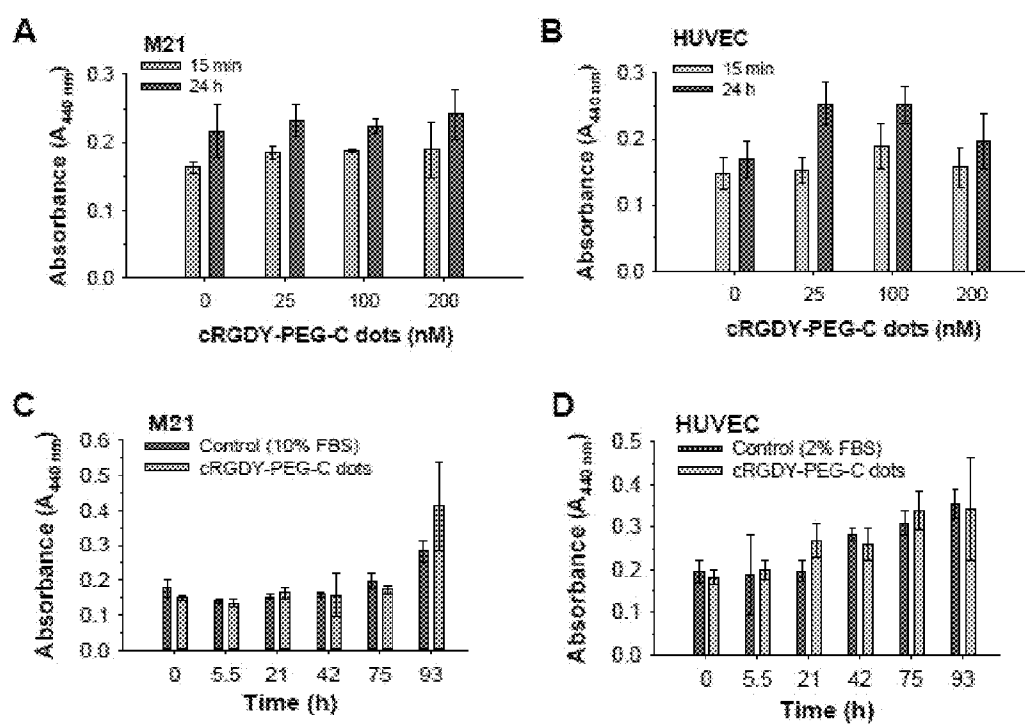 A
M21
15 min
24 h
0.3
0.2
0.1
0.0
Absorbance (A440 nm)
0 25 100 200
cRGDY-PEG-C dots (nM)
B
HUVEC
15 min
24 h
0.3
0.2
0.1
0.0
Absorbance (A440 nm)
0 25 100 200
cRGDY-PEG-C dots (nM)
C
M21
Control (10% FBS)
cRGDY-PEG-C dots
0.6
0.5
0.4
0.3
0.2
0.1
0.0
Absorbance (A440 nm)
0 5.5 21 42 75 93
Time (h)
D
HUVEC
Control (2% FBS)
cRGDY-PEG-C dots
0.5
0.4
0.3
0.2
0.1
0.0
Absorbance (A440 nm)
0 5.5 21 42 75 93
Time (h)